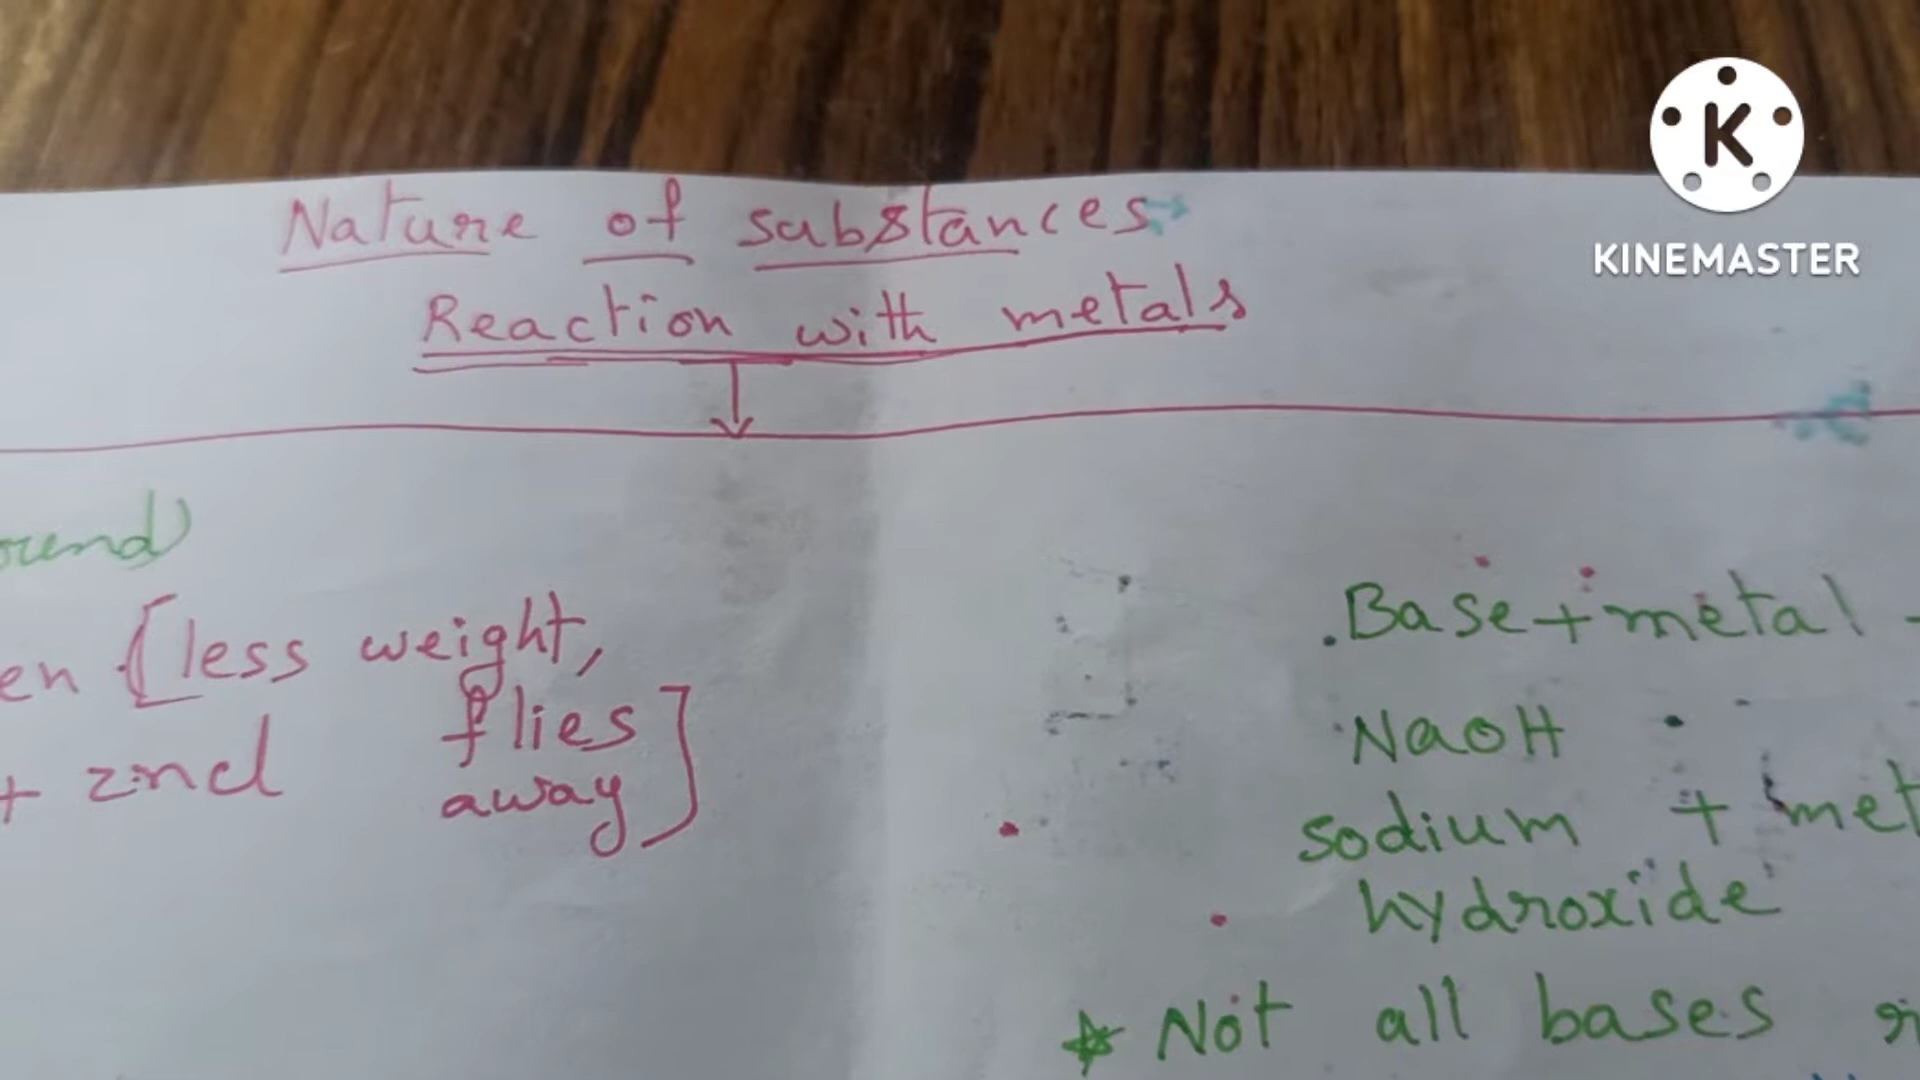 K
KINEMASTER
Nature of substances
Reaction with metals
en [less weight,
flies
away]
+ zncl
.Base+metal -
NaOH
sodium + met
hydroxide
* Not all bases